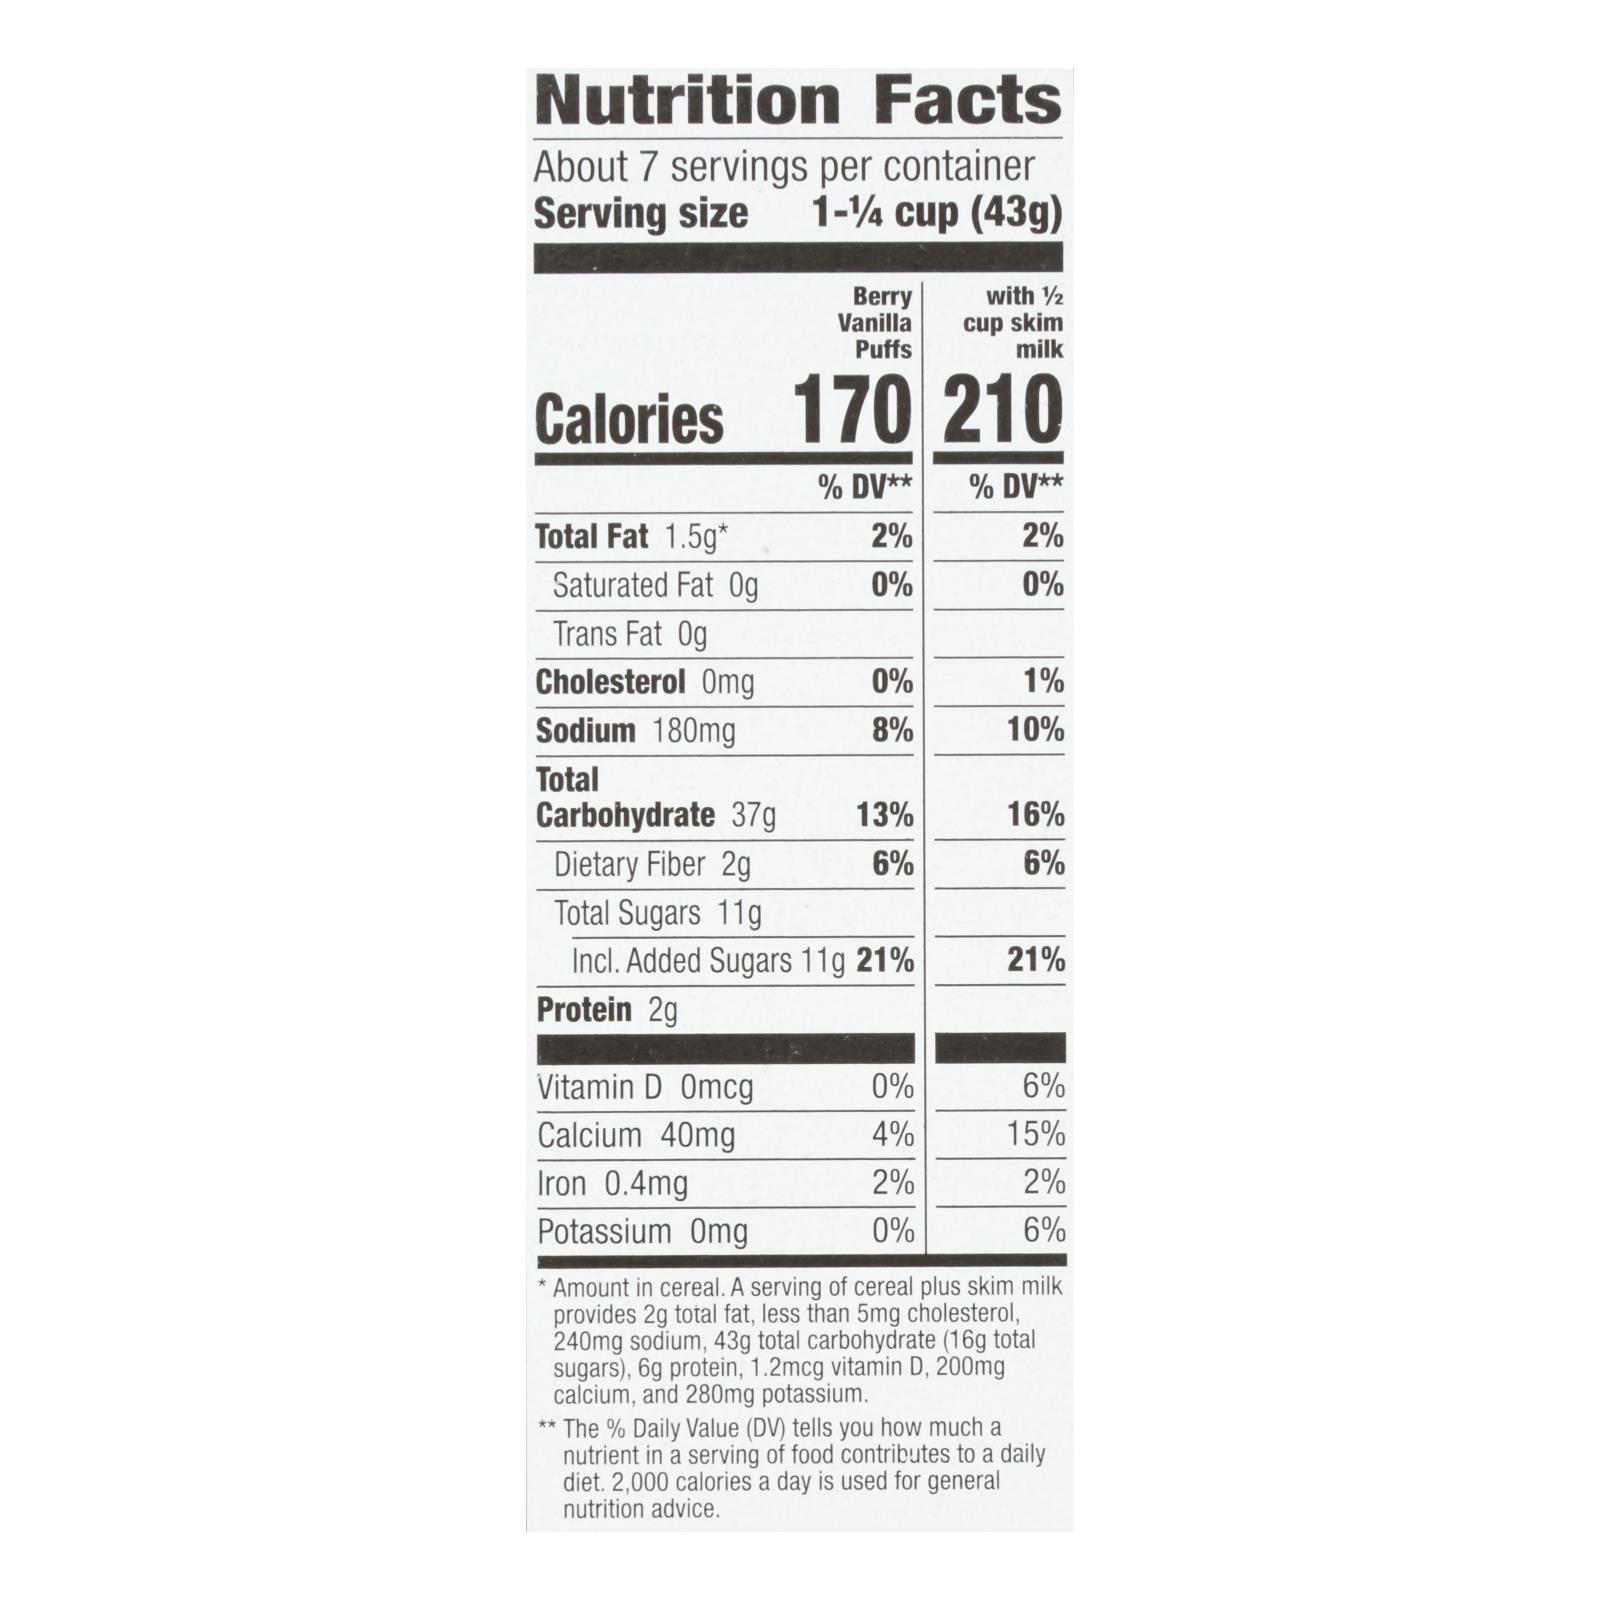 Nutrition Facts
About 7 servings per container
Serving size 1-¼ cup (43g)
Berry Vanilla Puffs
with ½ cup skim milk
Calories 170 210
% DV** % DV**
Total Fat 1.5g* 2% 2%
Saturated Fat 0g 0% 0%
Trans Fat 0g
Cholesterol 0mg 0% 1%
Sodium 180mg 8% 10%
Total
Carbohydrate 37g 13% 16%
Dietary Fiber 2g 6% 6%
Total Sugars 11g
Incl. Added Sugars 11g 21% 21%
Protein 2g
Vitamin D 0mcg 0% 6%
Calcium 40mg 4% 15%
Iron 0.4mg 2% 2%
Potassium 0mg 0% 6%
* Amount in cereal. A serving of cereal plus skim milk
provides 2g total fat, less than 5mg cholesterol,
240mg sodium, 43g total carbohydrate (16g total
sugars), 6g protein, 1.2mcg vitamin D, 200mg
calcium, and 280mg potassium.
** The % Daily Value (DV) tells you how much a
nutrient in a serving of food contributes to a daily
diet. 2,000 calories a day is used for general
nutrition advice.